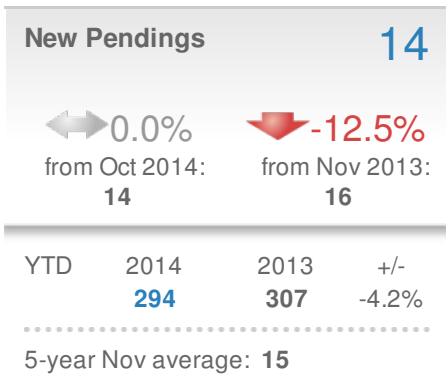 New Pendings 14
0.0% -12.5%
from Oct 2014: from Nov 2013:
14 16
YTD 2014 2013 +/-
294 307 -4.2%
5-year Nov average: 15